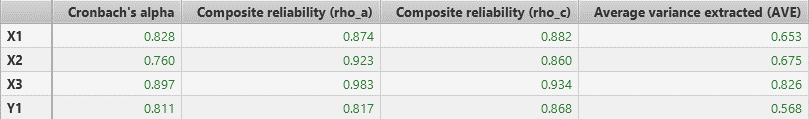 Cronbach's alpha Composite reliability (rho_a) Composite reliability (rho_c) Average variance extracted (AVE)
X1 0.828 0.874 0.882 0.653
X2 0.760 0.923 0.860 0.675
X3 0.897 0.983 0.934 0.826
Y1 0.811 0.817 0.868 0.568